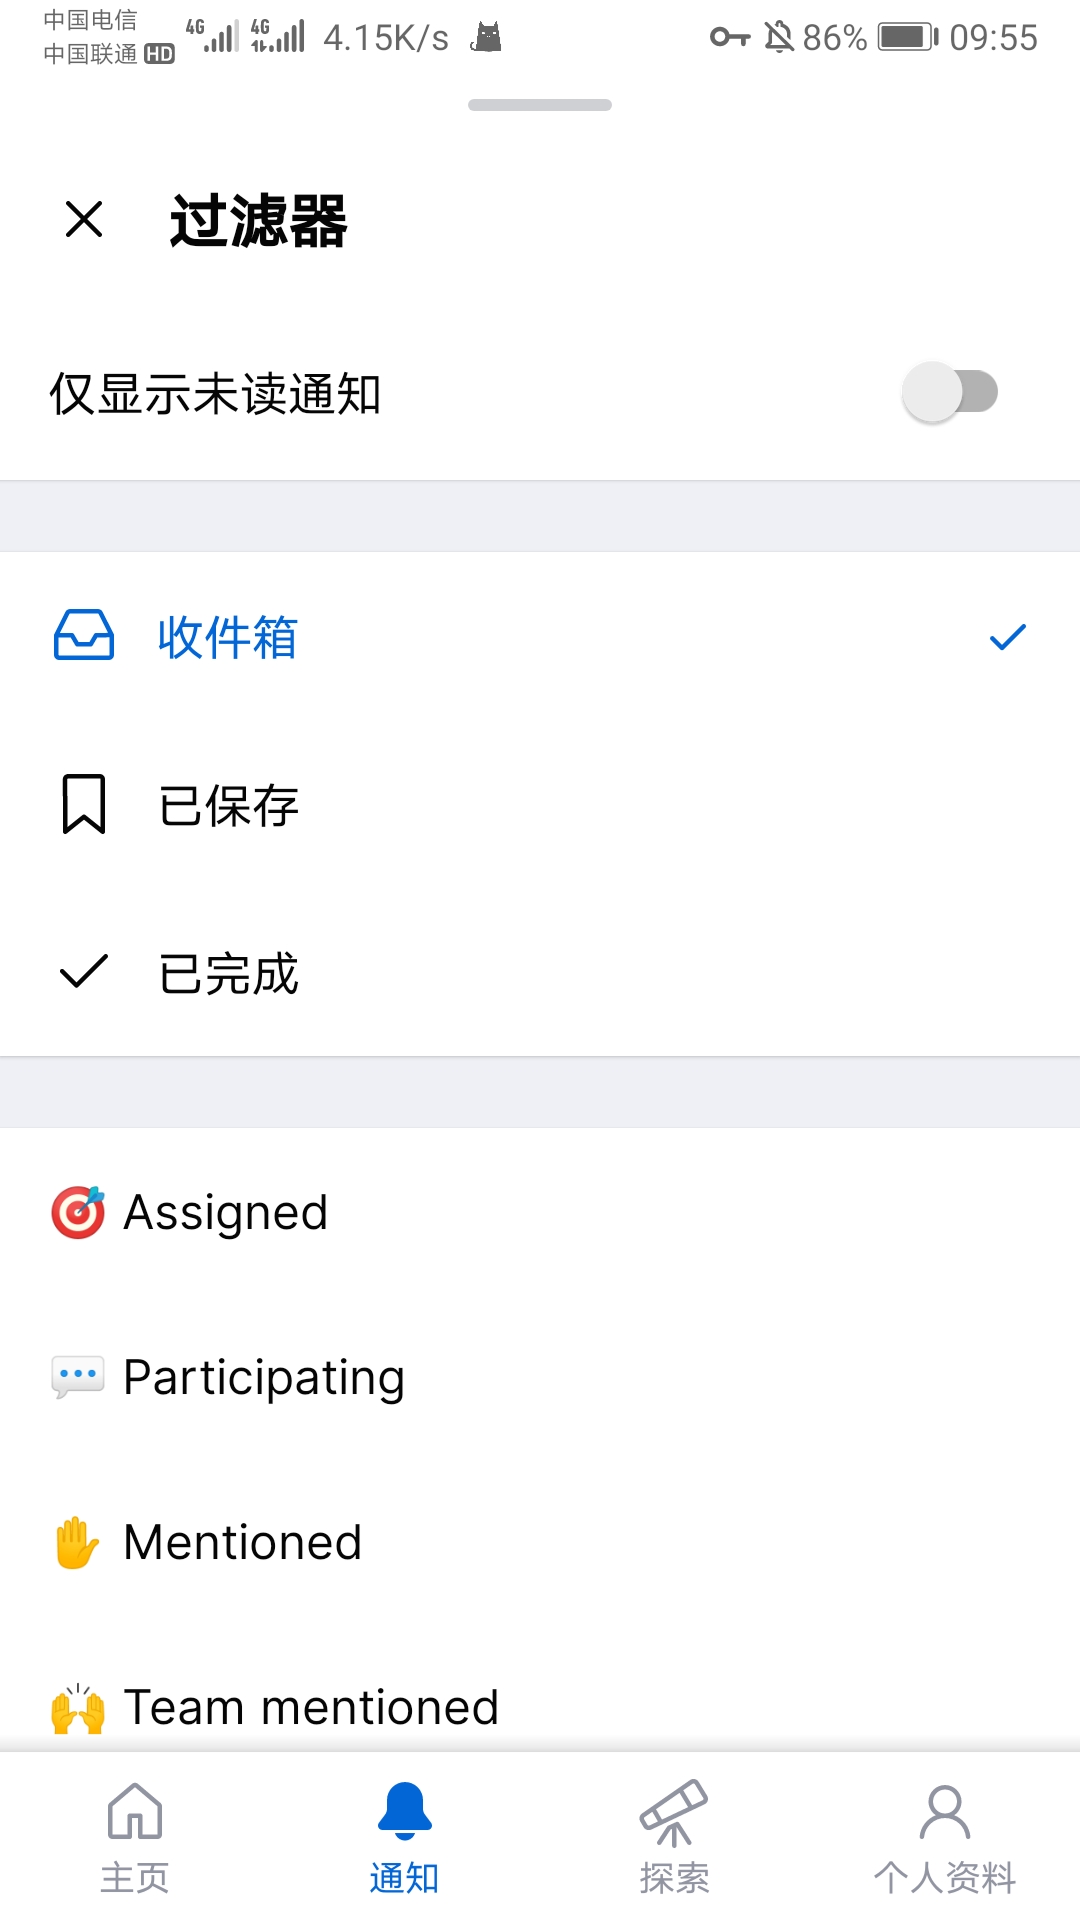 中国电信
中国联通 HD
4G 4G 4.15K/s 86% 09:55
过滤器
仅显示未读通知
收件箱
已保存
已完成
Assigned
Participating
Mentioned
Team mentioned
主页 通知 探索 个人资料